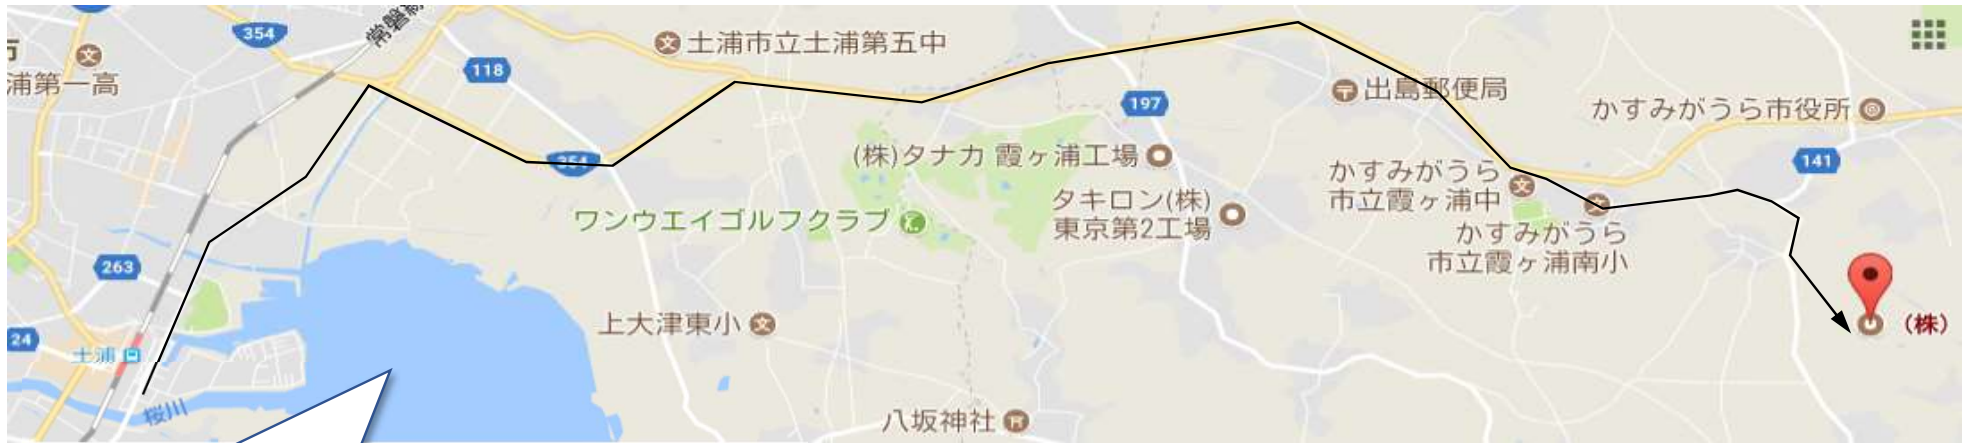 354
常磐線
118
土浦市立土浦第五中
浦第一高
出島郵便局
197
かすみがうら市役所
354
(株)タナカ 霞ヶ浦工場
かすみがうら
市立霞ヶ浦中
141
タキロン(株)
東京第2工場
ワンウエイゴルフクラブ
かすみがうら
市立霞ヶ浦南小
263
上大津東小
(株)
24
土浦
桜川
八坂神社